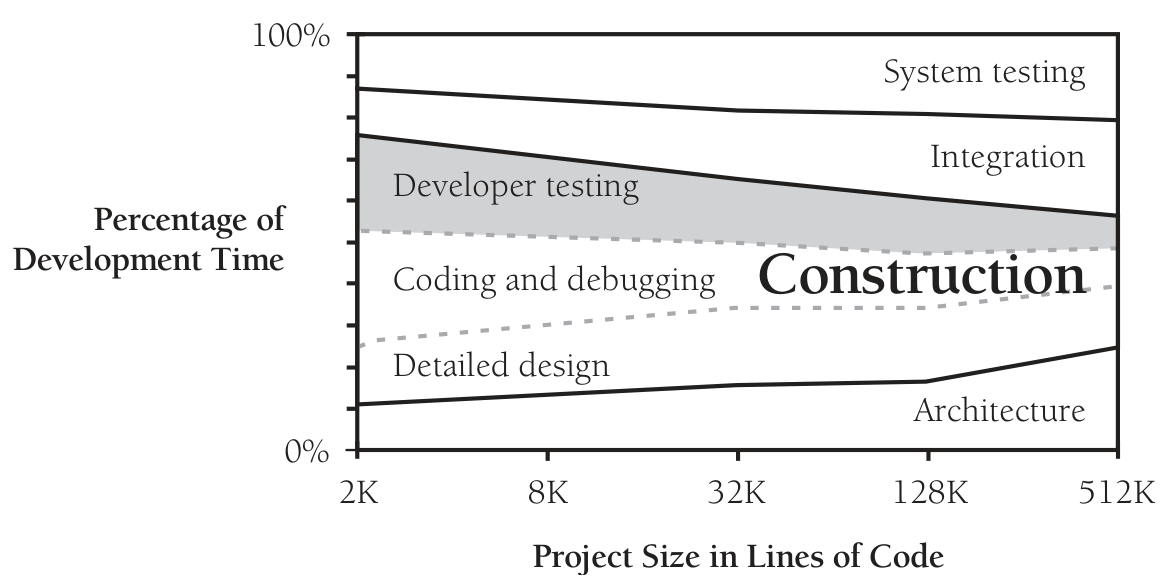 100%
System testing
Integration
Developer testing
Percentage of
Development Time
Coding and debugging
Construction
Detailed design
Architecture
0%
2K 8K 32K 128K 512K
Project Size in Lines of Code